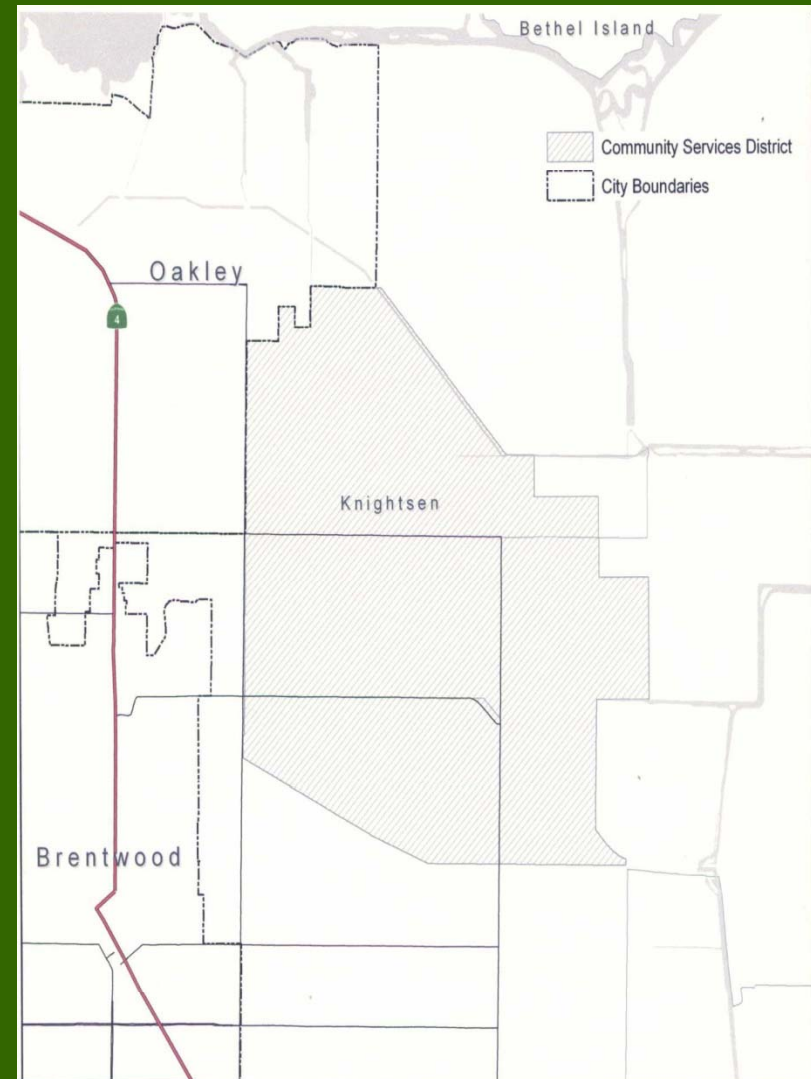 Bethel Island
Community Services District
City Boundaries
Oakley
4
Knightsen
Brentwood